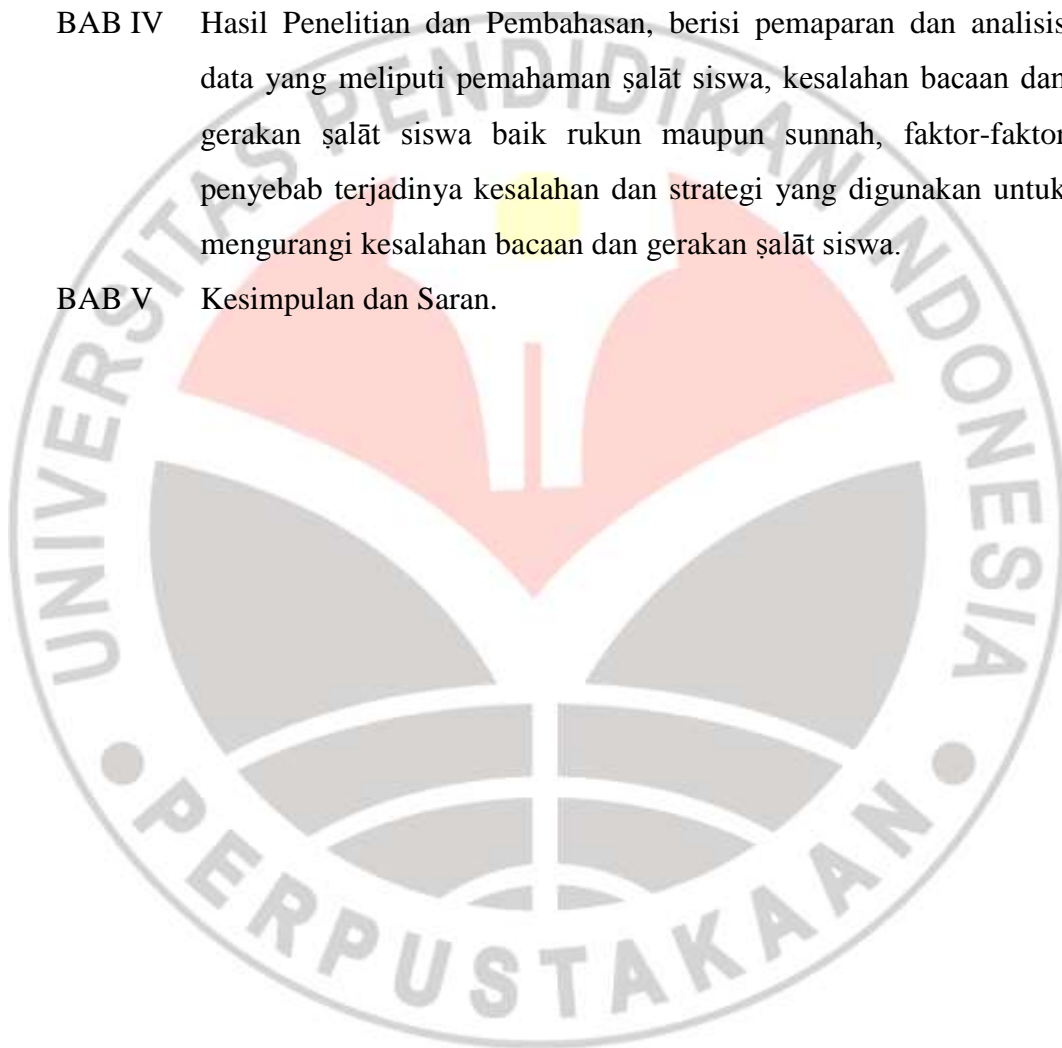 BAB IV Hasil Penelitian dan Pembahasan, berisi pemaparan dan analisis
data yang meliputi pemahaman ṣalāt siswa, kesalahan bacaan dan
gerakan ṣalāt siswa baik rukun maupun sunnah, faktor-faktor
penyebab terjadinya kesalahan dan strategi yang digunakan untuk
mengurangi kesalahan bacaan dan gerakan ṣalāt siswa.
BAB V Kesimpulan dan Saran.
UNIVERSITAS PENDIDIKAN INDONESIA
PERPUSTAKAAN